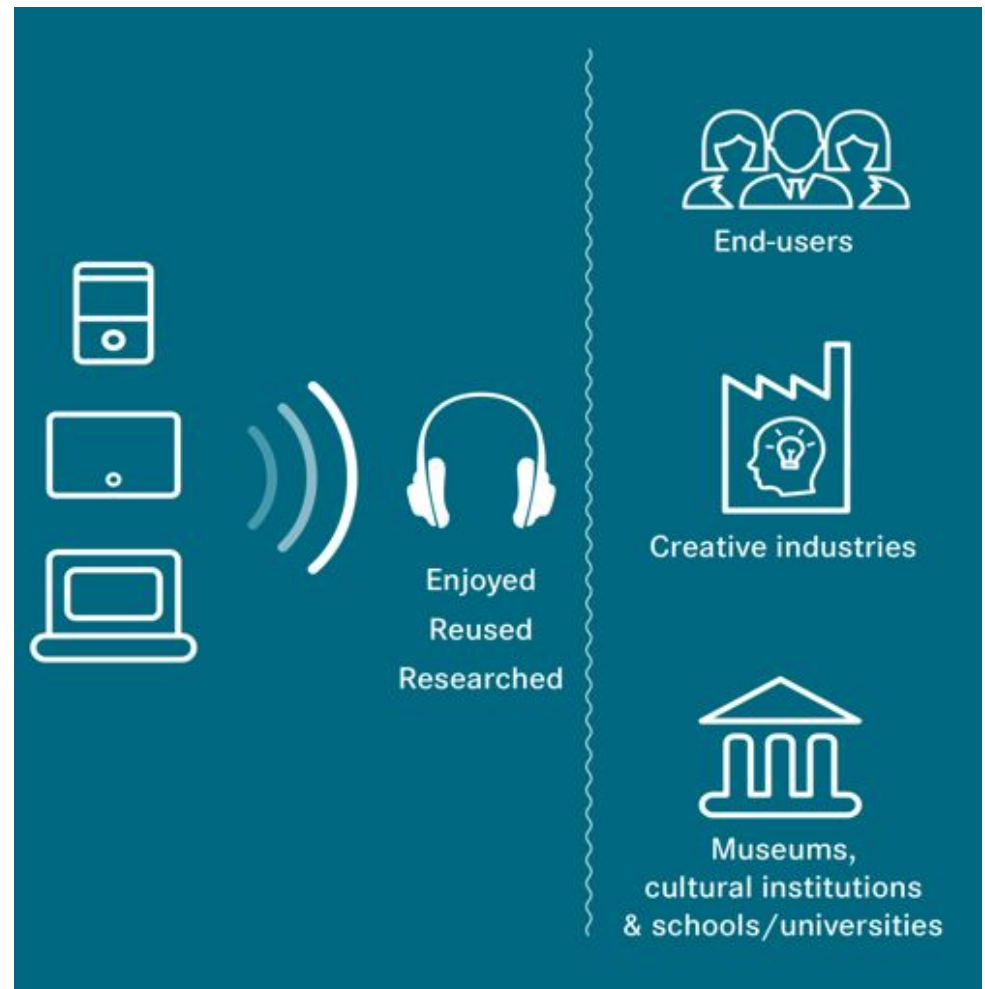 End-users
Creative industries
Enjoyed
Reused
Researched
Museums,
cultural institutions
& schools/universities